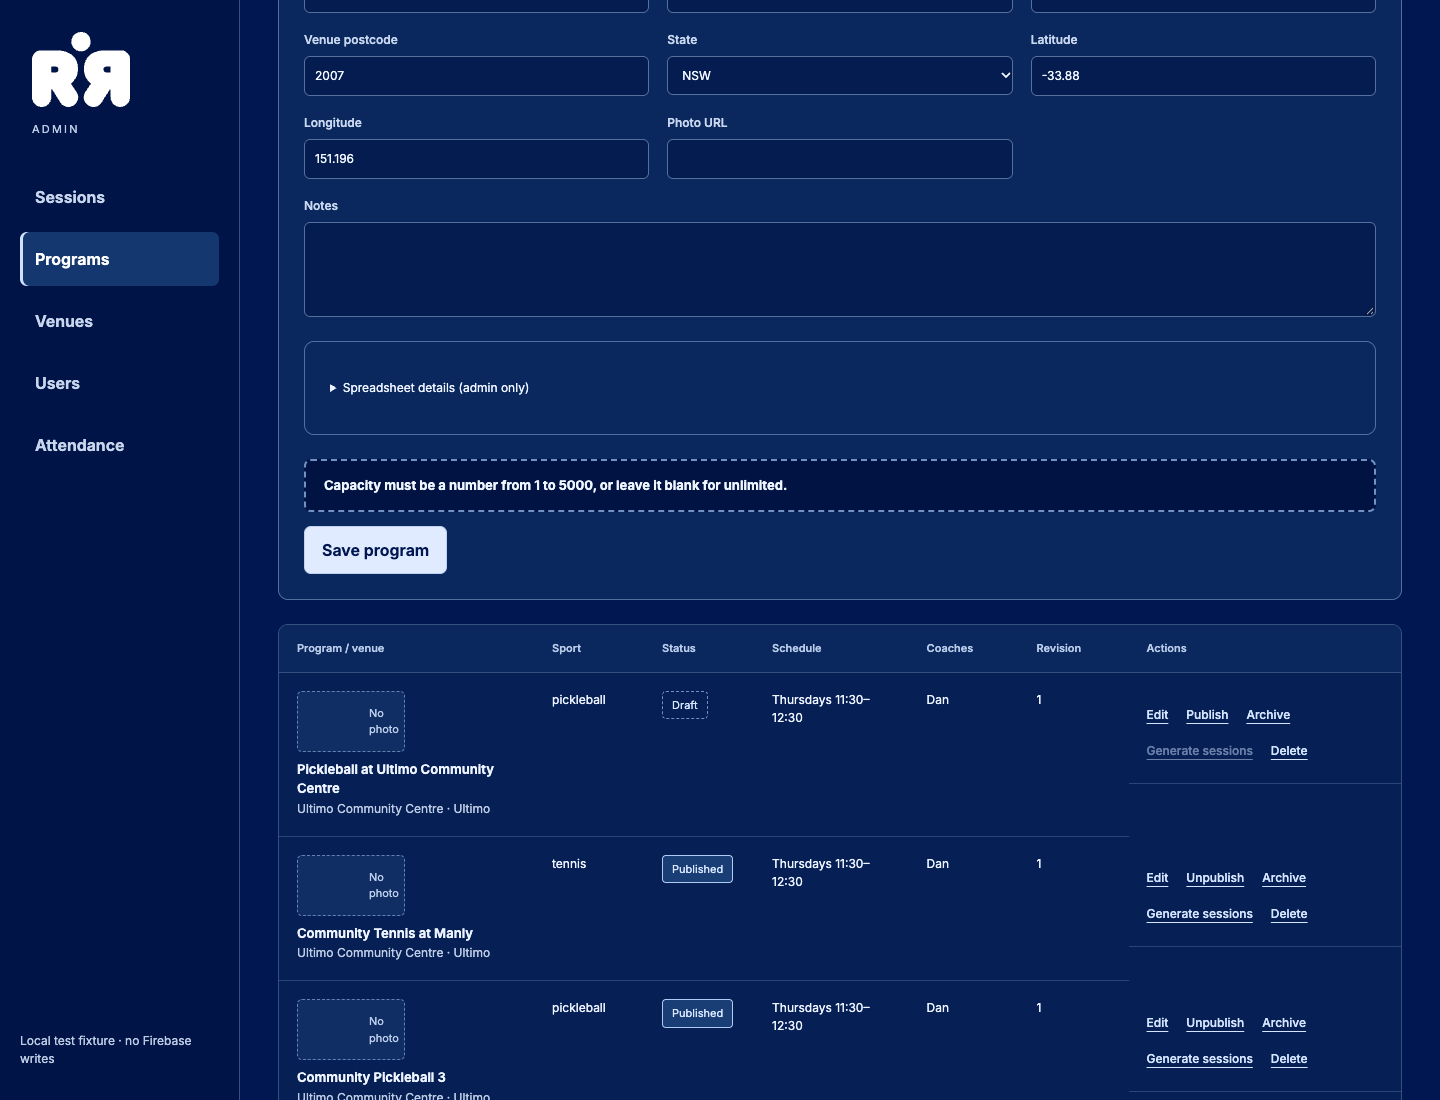 RR
ADMIN
Sessions
Programs
Venues
Users
Attendance
Local test fixture · no Firebase
writes
Venue postcode
State
Latitude
2007
NSW
-33.88
Longitude
Photo URL
151.196
Notes
Spreadsheet details (admin only)
Capacity must be a number from 1 to 5000, or leave it blank for unlimited.
Save program
Program / venue
Sport
Status
Schedule
Coaches
Revision
Actions
No
photo
Pickleball at Ultimo Community
Centre
Ultimo Community Centre · Ultimo
pickleball
Draft
Thursdays 11:30–
12:30
Dan
1
Edit Publish Archive
Generate sessions Delete
No
photo
Community Tennis at Manly
Ultimo Community Centre · Ultimo
tennis
Published
Thursdays 11:30–
12:30
Dan
1
Edit Unpublish Archive
Generate sessions Delete
No
photo
Community Pickleball 3
Ultimo Community Centre · Ultimo
pickleball
Published
Thursdays 11:30–
12:30
Dan
1
Edit Unpublish Archive
Generate sessions Delete